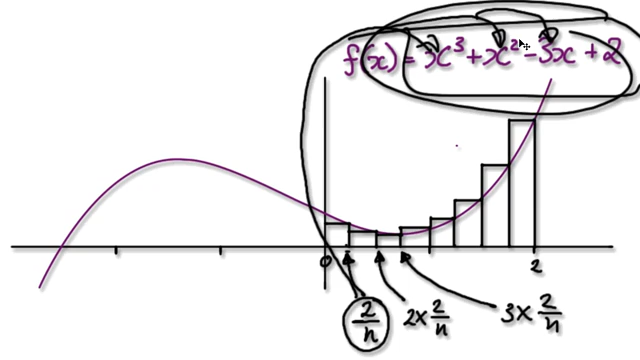 f(x) = x³ + x² - 3x + 2
0 2
2/n 2 × 2/n 3 × 2/n